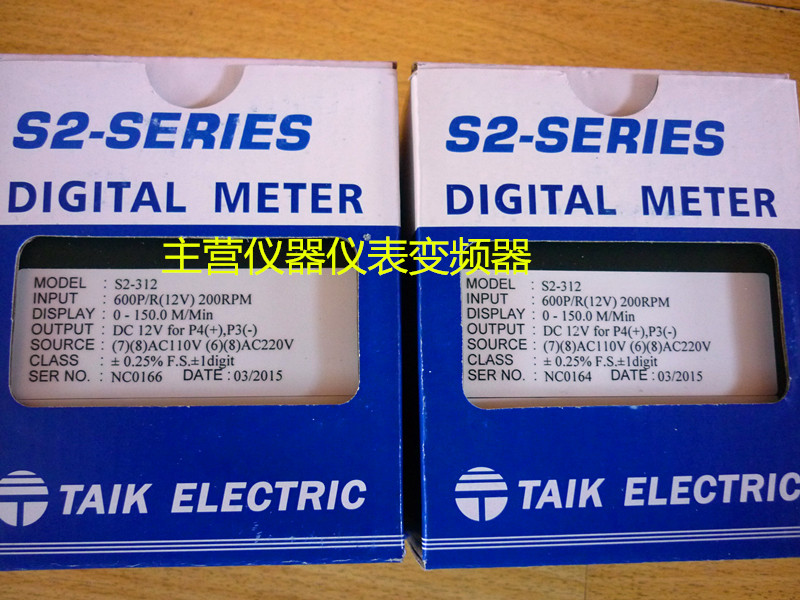 S2-SERIES
DIGITAL METER
MODEL : S2-312
INPUT : 600P/R(12V) 200RPM
DISPLAY : 0 - 150.0 M/Min
OUTPUT : DC 12V for P4(+),P3(-)
SOURCE : (7)(8)AC110V (6)(8)AC220V
CLASS : ± 0.25% F.S,±1digit
SER NO. : NC0166 DATE : 03/2015
TAIK ELECTRIC
S2-SERIES
DIGITAL METER
MODEL : S2-312
INPUT : 600P/R(12V) 200RPM
DISPLAY : 0 - 150.0 M/Min
OUTPUT : DC 12V for P4(+),P3(-)
SOURCE : (7)(8)AC110V (6)(8)AC220V
CLASS : ± 0.25% F.S,±1digit
SER NO. : NC0164 DATE : 03/2015
TAIK ELECTRIC
主营仪器仪表变频器